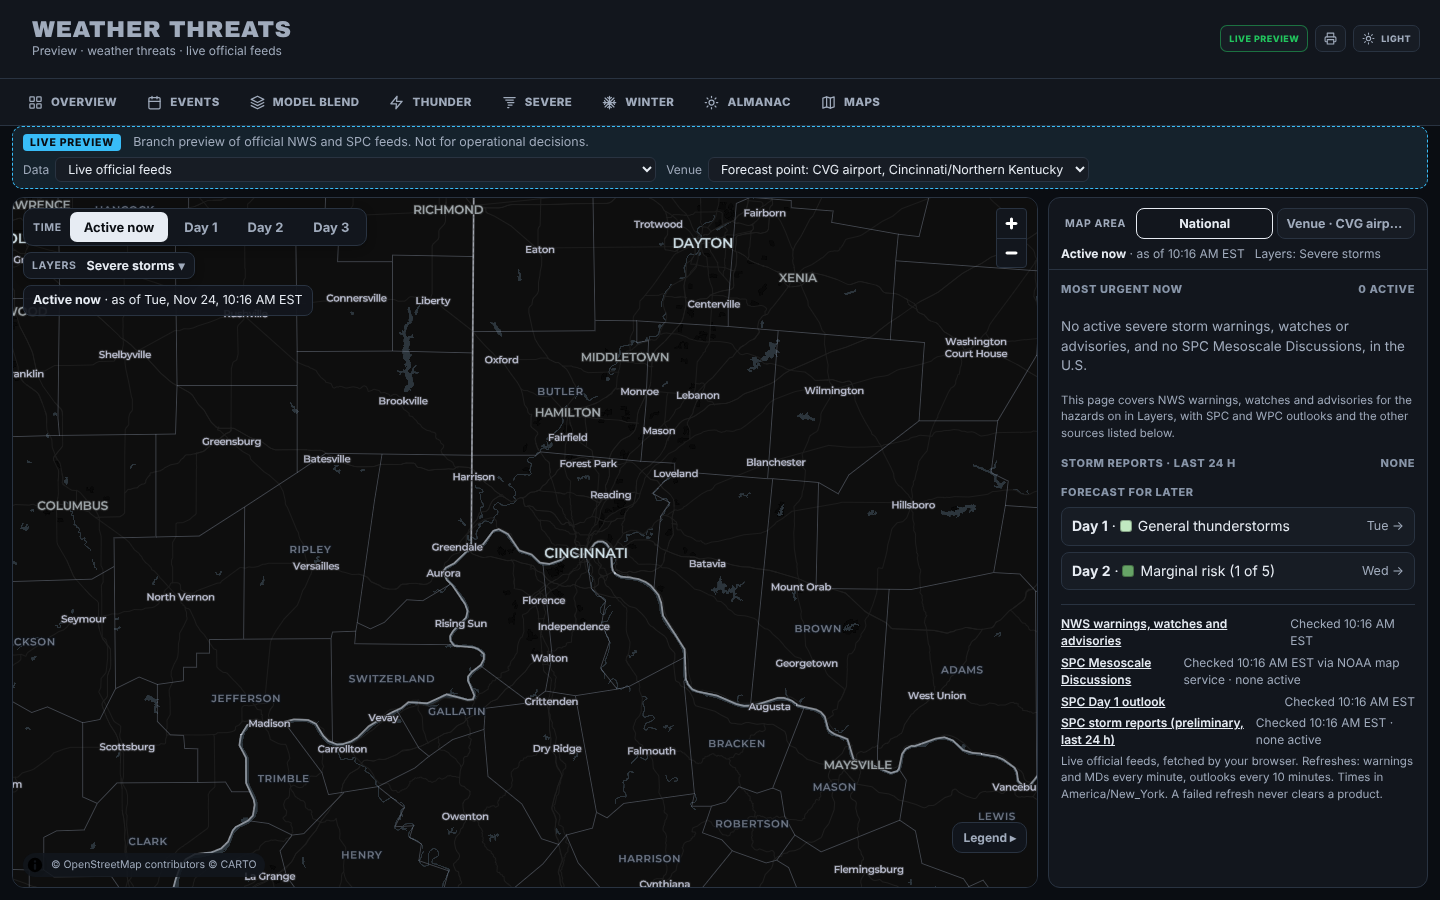 WEATHER THREATS
Preview · weather threats · live official feeds
LIVE PREVIEW
LIGHT
OVERVIEW
EVENTS
MODEL BLEND
THUNDER
SEVERE
WINTER
ALMANAC
MAPS
LIVE PREVIEW Branch preview of official NWS and SPC feeds. Not for operational decisions.
Data Live official feeds Venue Forecast point: CVG airport, Cincinnati/Northern Kentucky
TIME Active now Day 1 Day 2 Day 3
LAYERS Severe storms ▾
Active now · as of Tue, Nov 24, 10:16 AM EST
+
−
RICHMOND
Trotwood
Fairborn
DAYTON
Eaton
XENIA
Connersville
Liberty
Centerville
Shelbyville
Oxford
MIDDLETOWN
Washington
Court House
anklin
BUTLER
Monroe
Lebanon
Wilmington
Brookville
HAMILTON
Fairfield
Mason
Greensburg
Batesville
Forest Park
Loveland
Blanchester
Harrison
Reading
COLUMBUS
Hillsboro
RIPLEY
Versailles
Greendale
CINCINNATI
Batavia
Aurora
Mount Orab
North Vernon
Florence
Seymour
Rising Sun
Independence
BROWN
CKSON
Walton
Georgetown
ADAMS
SWITZERLAND
West Union
JEFFERSON
Crittenden
Augusta
GALLATIN
Madison
Vevay
Scottsburg
Carrollton
Dry Ridge
Falmouth
BRACKEN
MAYSVILLE
TRIMBLE
MASON
Vancebu
Owenton
LEWIS
ROBERTSON
CLARK
HENRY
HARRISON
Flemingsburg
La Grange
Cynthiana
Legend ▸
© OpenStreetMap contributors © CARTO
MAP AREA National Venue · CVG airp…
Active now · as of 10:16 AM EST Layers: Severe storms
MOST URGENT NOW 0 ACTIVE
No active severe storm warnings, watches or
advisories, and no SPC Mesoscale Discussions, in the
U.S.
This page covers NWS warnings, watches and advisories for the
hazards on in Layers, with SPC and WPC outlooks and the other
sources listed below.
STORM REPORTS · LAST 24 H NONE
FORECAST FOR LATER
Day 1 · General thunderstorms Tue →
Day 2 · Marginal risk (1 of 5) Wed →
NWS warnings, watches and advisories
Checked 10:16 AM EST
SPC Mesoscale Discussions
Checked 10:16 AM EST via NOAA map service · none active
SPC Day 1 outlook Checked 10:16 AM EST
SPC storm reports (preliminary, last 24 h)
Checked 10:16 AM EST · none active
Live official feeds, fetched by your browser. Refreshes: warnings
and MDs every minute, outlooks every 10 minutes. Times in
America/New_York. A failed refresh never clears a product.